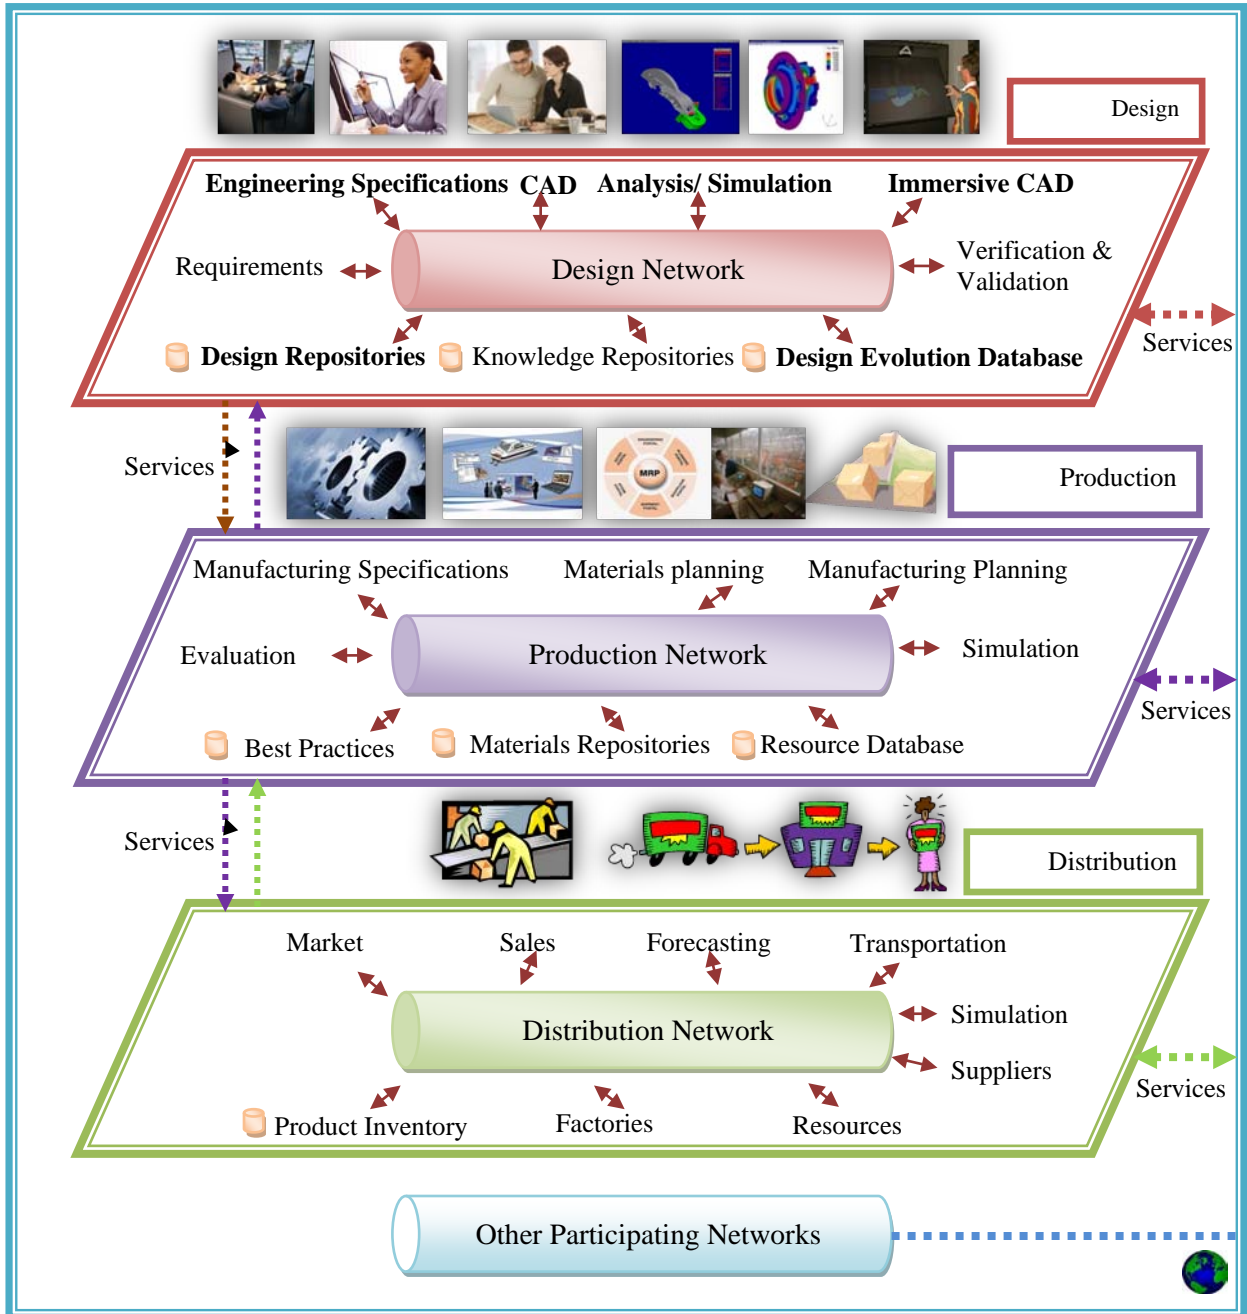 Design
Engineering Specifications
CAD
Analysis/ Simulation
Immersive CAD
Requirements
Design Network
Verification &
Validation
Design Repositories
Knowledge Repositories
Design Evolution Database
Services
Services
MRP
Production
Manufacturing Specifications
Materials planning
Manufacturing Planning
Evaluation
Production Network
Simulation
Best Practices
Materials Repositories
Resource Database
Services
Services
Distribution
Market
Sales
Forecasting
Transportation
Distribution Network
Simulation
Suppliers
Product Inventory
Factories
Resources
Services
Other Participating Networks